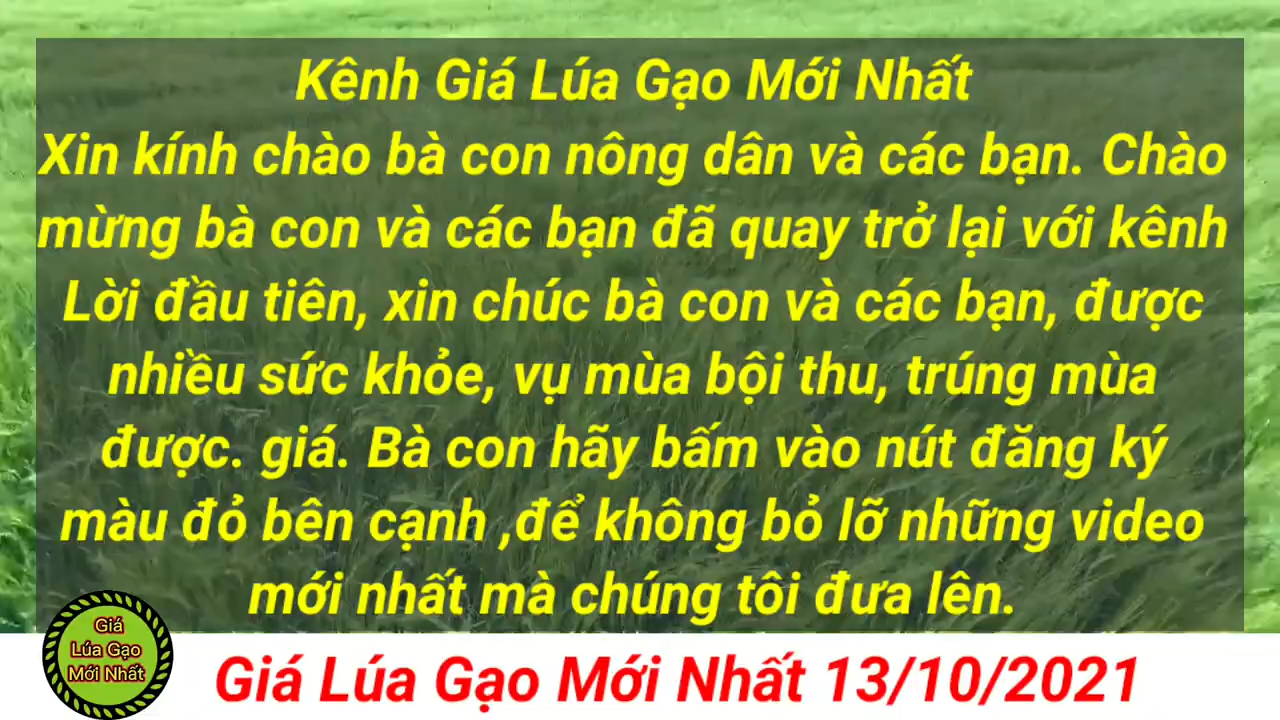 Kênh Giá Lúa Gạo Mới Nhất
Xin kính chào bà con nông dân và các bạn. Chào
mừng bà con và các bạn đã quay trở lại với kênh
Lời đầu tiên, xin chúc bà con và các bạn, được
nhiều sức khỏe, vụ mùa bội thu, trúng mùa
được. giá. Bà con hãy bấm vào nút đăng ký
màu đỏ bên cạnh ,để không bỏ lỡ những video
mới nhất mà chúng tôi đưa lên.
Giá
Lúa Gạo
Mới Nhất
Giá Lúa Gạo Mới Nhất 13/10/2021